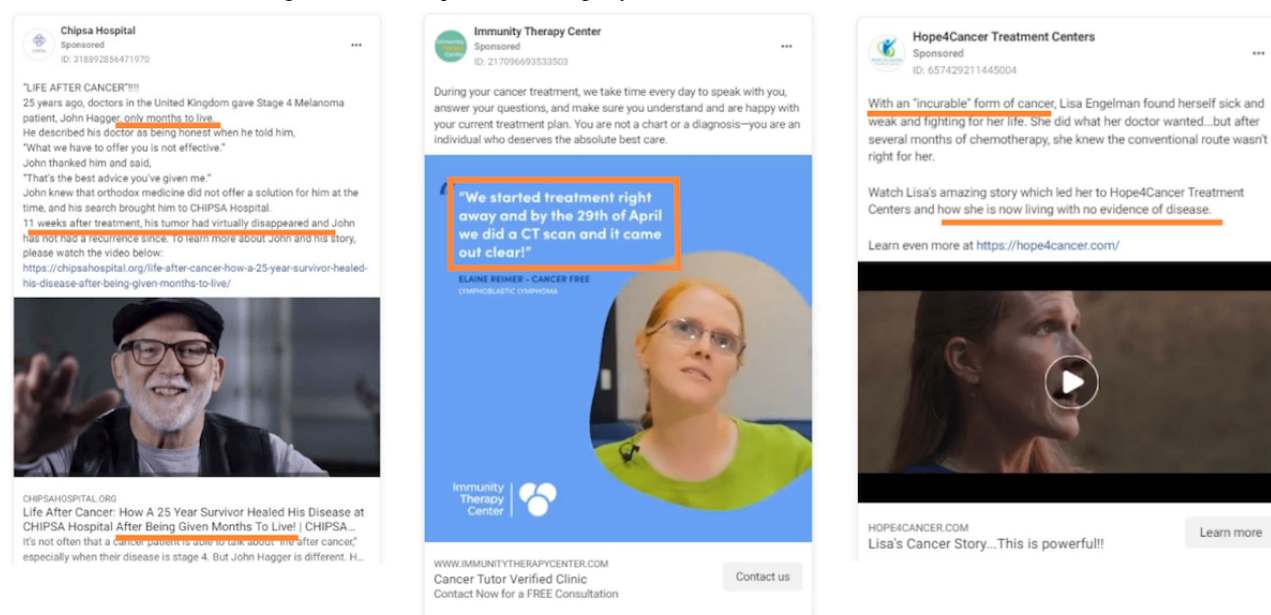 Chipsa Hospital
Sponsored
ID: 318892856471970
"LIFE AFTER CANCER"!!!!
25 years ago, doctors in the United Kingdom gave Stage 4 Melanoma
patient, John Hagger, only months to live.
He described his doctor as being honest when he told him,
"What we have to offer you is not effective."
John thanked him and said,
"That's the best advice you've given me."
John knew that orthodox medicine did not offer a solution for him at the
time, and his search brought him to CHIPSA Hospital.
11 weeks after treatment, his tumor had virtually disappeared and John
has not had a recurrence since. To learn more about John and his story,
please watch the video below:
https://chipsahospital.org/life-after-cancer-how-a-25-year-survivor-healed-
his-disease-after-being-given-months-to-live/
CHIPSAHOSPITAL.ORG
Life After Cancer: How A 25 Year Survivor Healed His Disease at
CHIPSA Hospital After Being Given Months To Live! | CHIPSA...
It's not often that a cancer patient is able to talk about "life after cancer,"
especially when their disease is stage 4. But John Hagger is different. H...
Immunity Therapy Center
Sponsored
ID: 217096693533503
During your cancer treatment, we take time every day to speak with you,
answer your questions, and make sure you understand and are happy with
your current treatment plan. You are not a chart or a diagnosis—you are an
individual who deserves the absolute best care.
"We started treatment right
away and by the 29th of April
we did a CT scan and it came
out clear!"
ELAINE REIMER - CANCER FREE
LYMPHOBLASTIC LYMPHOMA
Immunity
Therapy
Center
WWW.IMMUNITYTHERAPYCENTER.COM
Cancer Tutor Verified Clinic
Contact Now for a FREE Consultation
Contact us
Hope4Cancer Treatment Centers
Sponsored
ID: 657429211445004
With an "incurable" form of cancer, Lisa Engelman found herself sick and
weak and fighting for her life. She did what her doctor wanted...but after
several months of chemotherapy, she knew the conventional route wasn't
right for her.
Watch Lisa's amazing story which led her to Hope4Cancer Treatment
Centers and how she is now living with no evidence of disease.
Learn even more at https://hope4cancer.com/
HOPE4CANCER.COM
Lisa's Cancer Story...This is powerful!!
Learn more